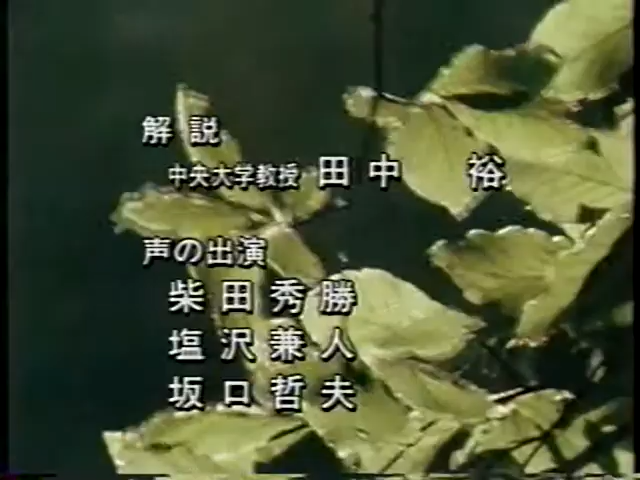 解説
中央大学教授 田中 裕
声の出演
柴田秀勝
塩沢兼人
坂口哲夫